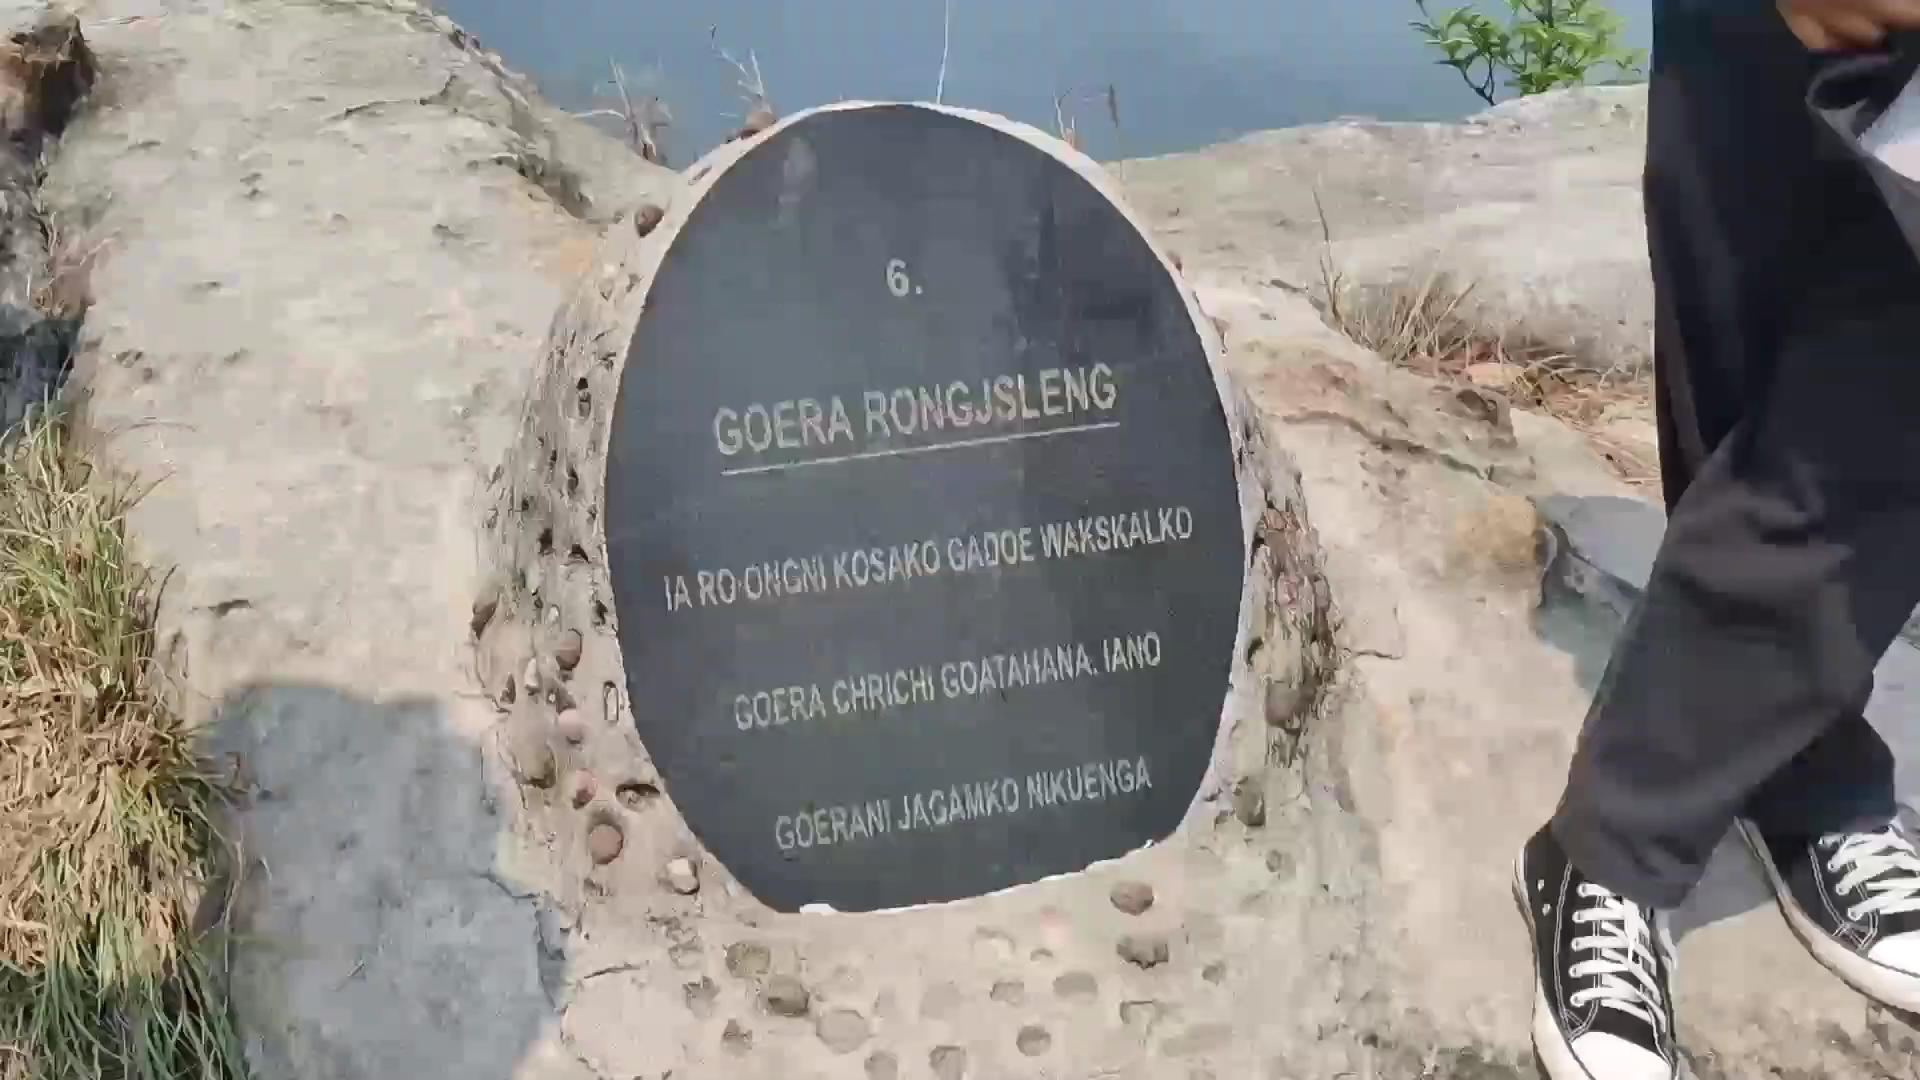 6.
GOERA RONGJSLENG
IA RO·ONGNI KOSAKO GADOE WAKSKALKO
GOERA CHRICHI GOATAHANA. IANO
GOERANI JAGAMKO NIKUENGA